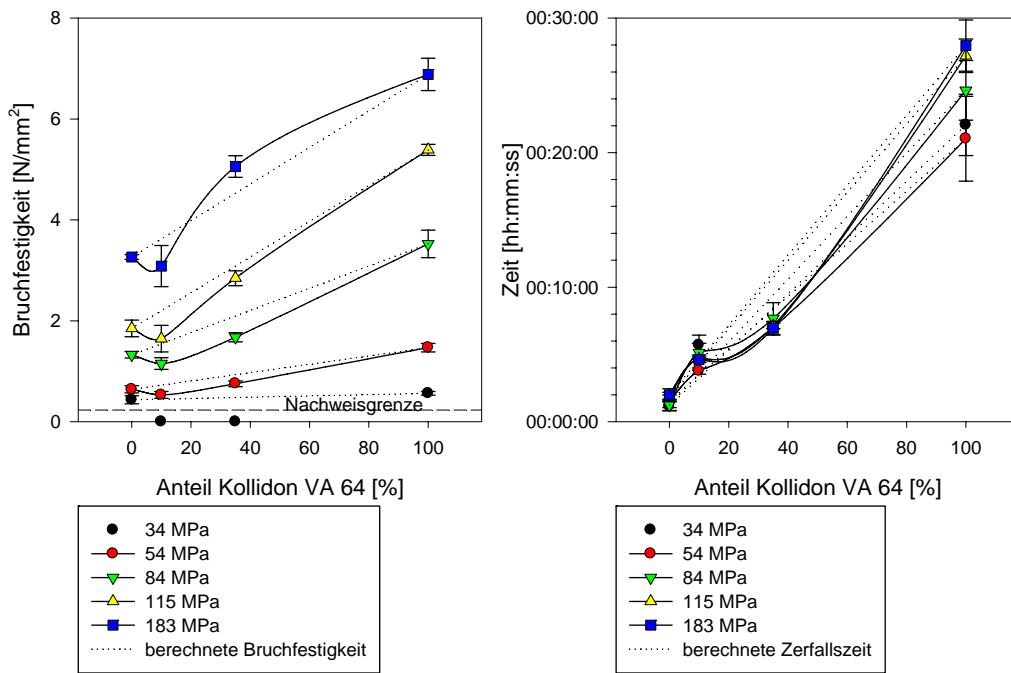 Bruchfestigkeit [N/mm²]
8
6
4
2
0
Nachweisgrenze
0 20 40 60 80 100
Anteil Kollidon VA 64 [%]
34 MPa
54 MPa
84 MPa
115 MPa
183 MPa
berechnete Bruchfestigkeit
Zeit [hh:mm:ss]
00:30:00
00:20:00
00:10:00
00:00:00
0 20 40 60 80 100
Anteil Kollidon VA 64 [%]
34 MPa
54 MPa
84 MPa
115 MPa
183 MPa
berechnete Zerfallszeit